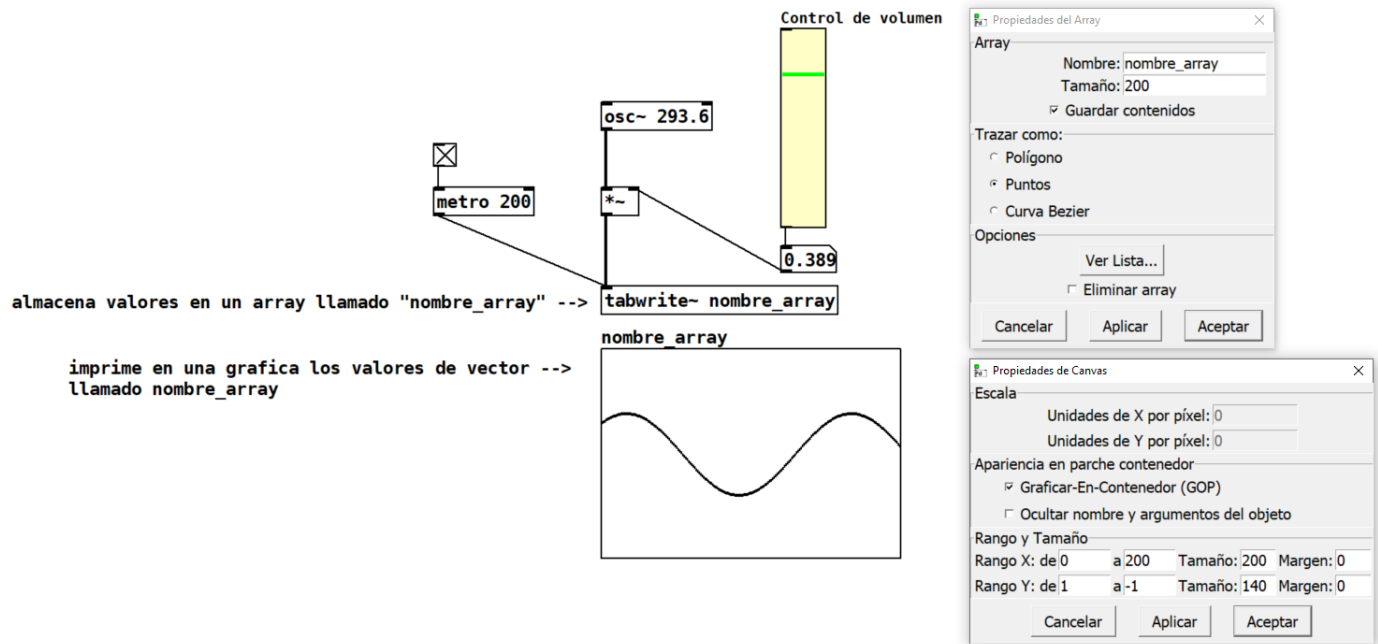 Control de volumen
osc~ 293.6
metro 200
*~
0.389
almacena valores en un array llamado "nombre_array" -->
tabwrite~ nombre_array
nombre_array
imprime en una grafica los valores de vector -->
llamado nombre_array
Propiedades del Array
Array
Nombre: nombre_array
Tamaño: 200
Guardar contenidos
Trazar como:
Polígono
Puntos
Curva Bezier
Opciones
Ver Lista...
Eliminar array
Cancelar Aplicar Aceptar
Propiedades de Canvas
Escala
Unidades de X por píxel: 0
Unidades de Y por píxel: 0
Apariencia en parche contenedor
Graficar-En-Contenedor (GOP)
Ocultar nombre y argumentos del objeto
Rango y Tamaño
Rango X: de 0 a 200 Tamaño: 200 Margen: 0
Rango Y: de 1 a -1 Tamaño: 140 Margen: 0
Cancelar Aplicar Aceptar